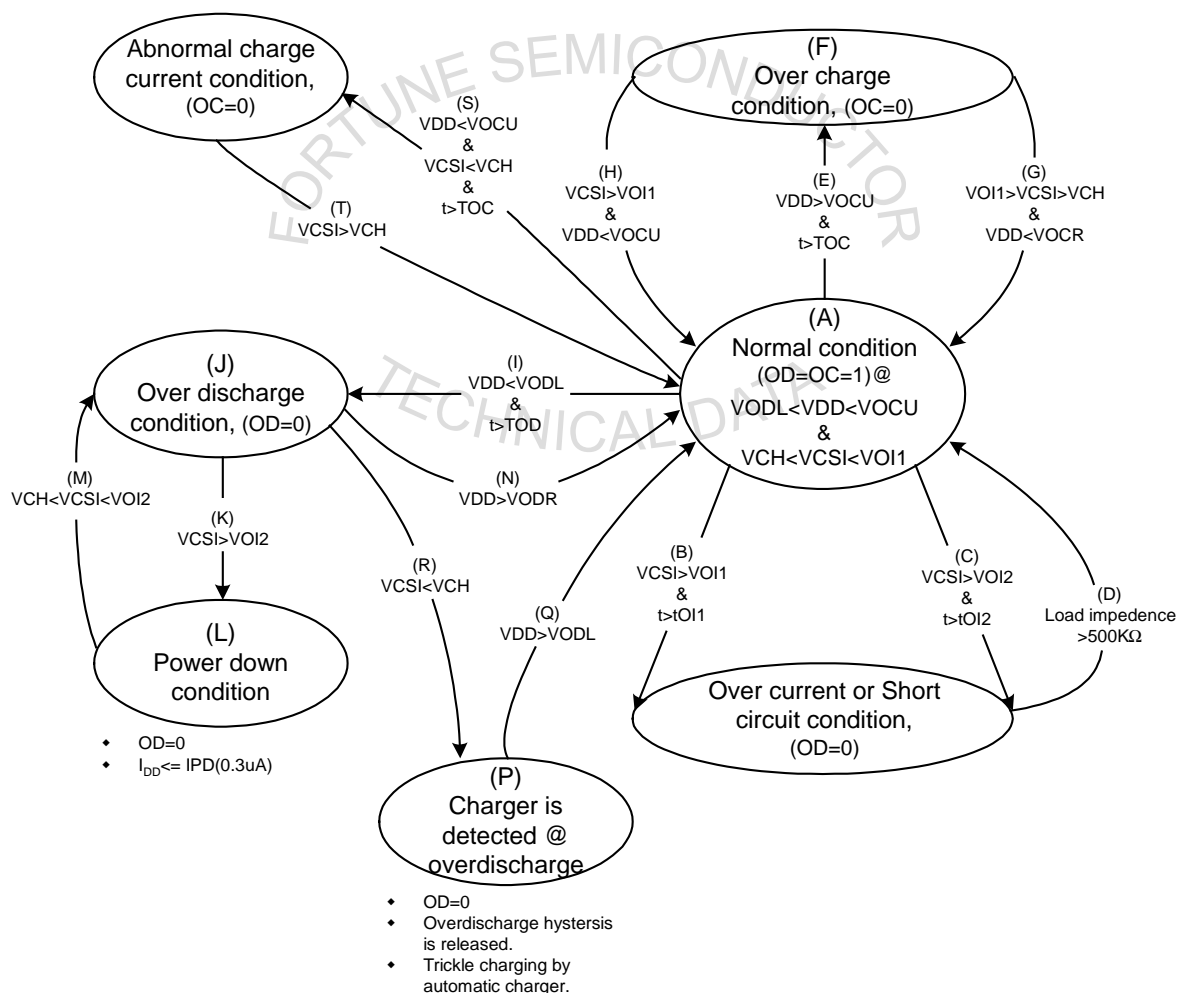 FORTUNE SEMICONDUCTOR
TECHNICAL DATA
Abnormal charge
current condition,
(OC=0)
(S)
VDD<VOCU
&
VCSI<VCH
&
t>TOC
(T)
VCSI>VCH
(F)
Over charge
condition, (OC=0)
(H)
VCSI>VOI1
&
VDD<VOCU
(E)
VDD>VOCU
&
t>TOC
(G)
VOI1>VCSI>VCH
&
VDD<VOCR
(A)
Normal condition
(OD=OC=1)@
VODL<VDD<VOCU
&
VCH<VCSI<VOI1
(J)
Over discharge
condition, (OD=0)
(I)
VDD<VODL
&
t>TOD
(N)
VDD>VODR
(M)
VCH<VCSI<VOI2
(K)
VCSI>VOI2
(R)
VCSI<VCH
(Q)
VDD>VODL
(B)
VCSI>VOI1
&
t>tOI1
(C)
VCSI>VOI2
&
t>tOI2
(D)
Load impedence
>500KΩ
(L)
Power down
condition
◆ OD=0
◆ IDD<= IPD(0.3uA)
Over current or Short
circuit condition,
(OD=0)
(P)
Charger is
detected @
overdischarge
◆ OD=0
◆ Overdischarge hystersis
is released.
◆ Trickle charging by
automatic charger.